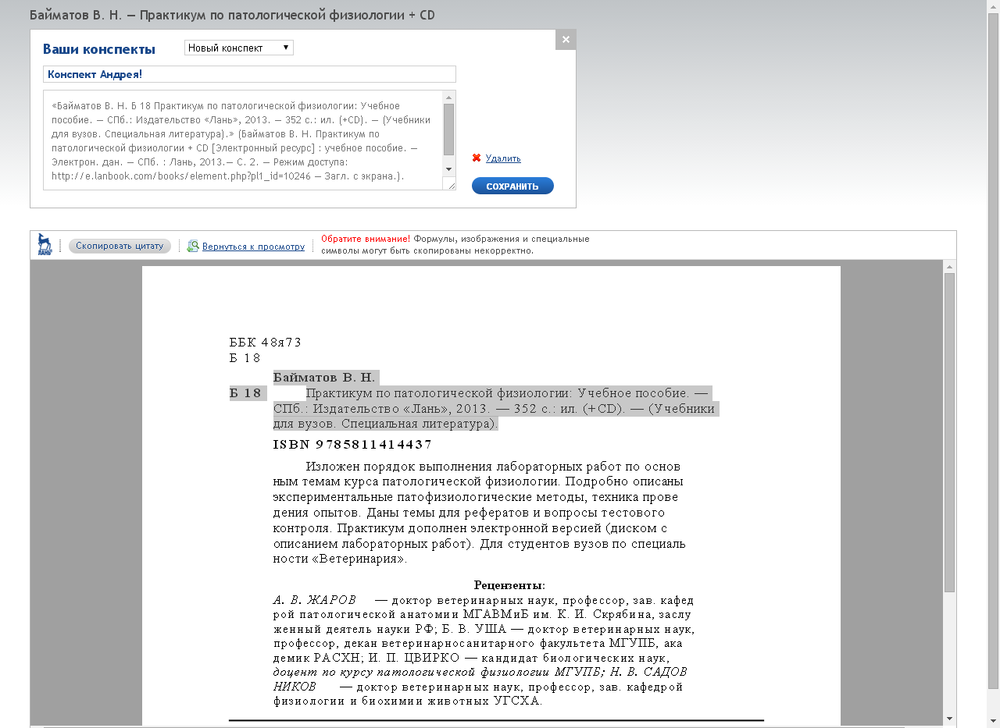 Байматов В. Н. — Практикум по патологической физиологии + CD
Ваши конспекты
Новый конспект
Конспект Андрея!
«Байматов В. Н. Б 18 Практикум по патологической физиологии: Учебное
пособие. — СПб.: Издательство «Лань», 2013. — 352 с.: ил. (+CD). — (Учебники
для вузов. Специальная литература).» (Байматов В. Н. Практикум по
патологической физиологии + CD [Электронный ресурс] : учебное пособие. —
Электрон. дан. — СПб. : Лань, 2013.— С. 2. — Режим доступа:
http://e.lanbook.com/books/element.php?pl1_id=10246 — Загл. с экрана.).
Удалить
СОХРАНИТЬ
ЛАНЬ
Скопировать цитату
Вернуться к просмотру
Обратите внимание! Формулы, изображения и специальные
символы могут быть скопированы некорректно.
ББК 48я73
Б 18
Байматов В. Н.
Б 18 Практикум по патологической физиологии: Учебное пособие. —
СПб.: Издательство «Лань», 2013. — 352 с.: ил. (+CD). — (Учебники
для вузов. Специальная литература).
ISBN 9785811414437
Изложен порядок выполнения лабораторных работ по основ
ным темам курса патологической физиологии. Подробно описаны
экспериментальные патофизиологические методы, техника прове
дения опытов. Даны темы для рефератов и вопросы тестового
контроля. Практикум дополнен электронной версией (диском с
описанием лабораторных работ). Для студентов вузов по специаль
ности «Ветеринария».
Рецензенты:
А. В. ЖАРОВ — доктор ветеринарных наук, профессор, зав. кафед
рой патологической анатомии МГАВМиБ им. К. И. Скрябина, заслу
женный деятель науки РФ; Б. В. УША — доктор ветеринарных наук,
профессор, декан ветеринарносанитарного факультета МГУПБ, ака
демик РАСХН; И. П. ЦВИРКО — кандидат биологических наук,
доцент по курсу патологической физиологии МГУПБ; Н. В. САДОВ
НИКОВ — доктор ветеринарных наук, профессор, зав. кафедрой
физиологии и биохимии животных УГСХА.